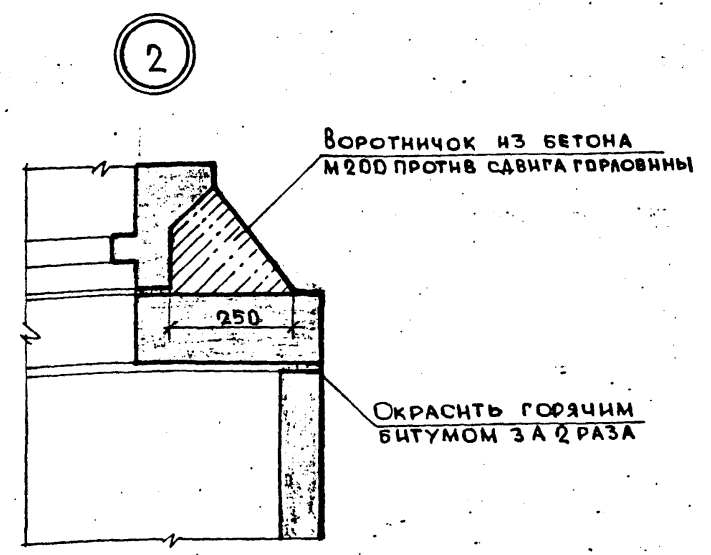 2
Воротничок из бетона
М200 против сдвига горловины
250
Окрасить горячим
битумом за 2 раза